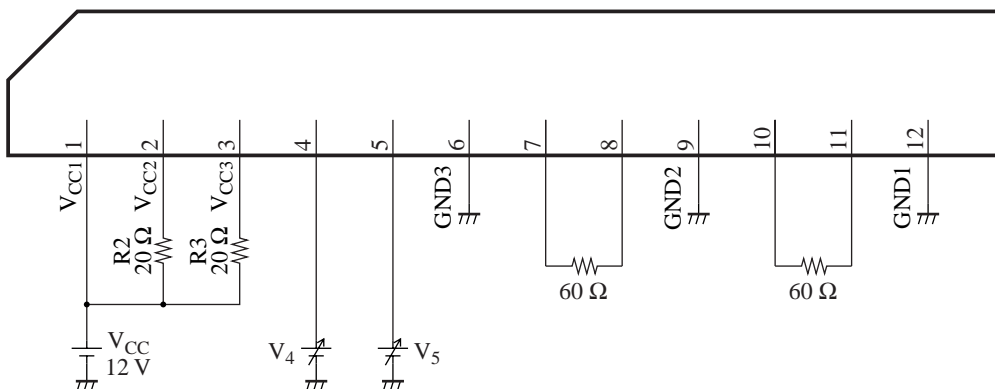 1 2 3 4 5 6 7 8 9 10 11 12
VCC1 VCC2 VCC3 GND3 GND2 GND1
R2 20 Ω R3 20 Ω
60 Ω 60 Ω
VCC 12 V V4 V5